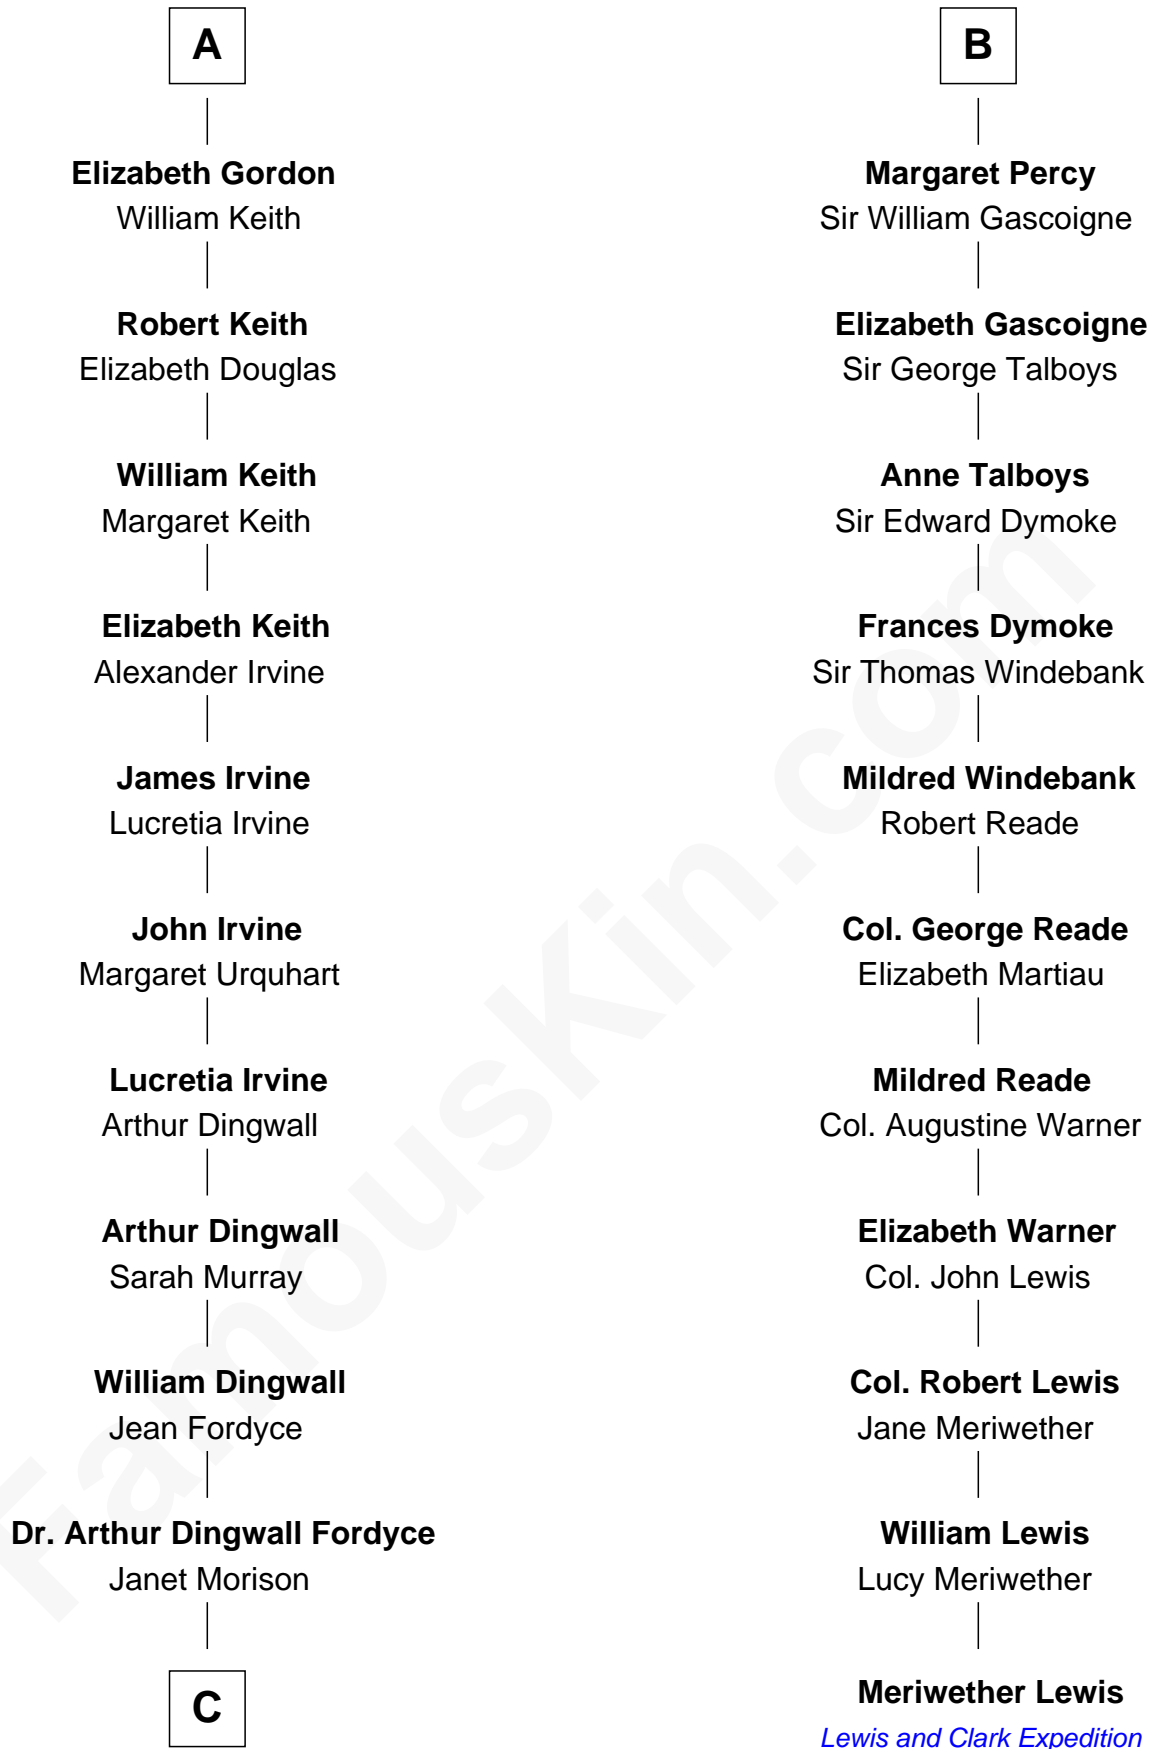 A
Elizabeth Gordon
William Keith
Robert Keith
Elizabeth Douglas
William Keith
Margaret Keith
Elizabeth Keith
Alexander Irvine
James Irvine
Lucretia Irvine
John Irvine
Margaret Urquhart
Lucretia Irvine
Arthur Dingwall
Arthur Dingwall
Sarah Murray
William Dingwall
Jean Fordyce
Dr. Arthur Dingwall Fordyce
Janet Morison
C
B
Margaret Percy
Sir William Gascoigne
Elizabeth Gascoigne
Sir George Talboys
Anne Talboys
Sir Edward Dymoke
Frances Dymoke
Sir Thomas Windebank
Mildred Windebank
Robert Reade
Col. George Reade
Elizabeth Martiau
Mildred Reade
Col. Augustine Warner
Elizabeth Warner
Col. John Lewis
Col. Robert Lewis
Jane Meriwether
William Lewis
Lucy Meriwether
Meriwether Lewis
Lewis and Clark Expedition
FamousKin.com